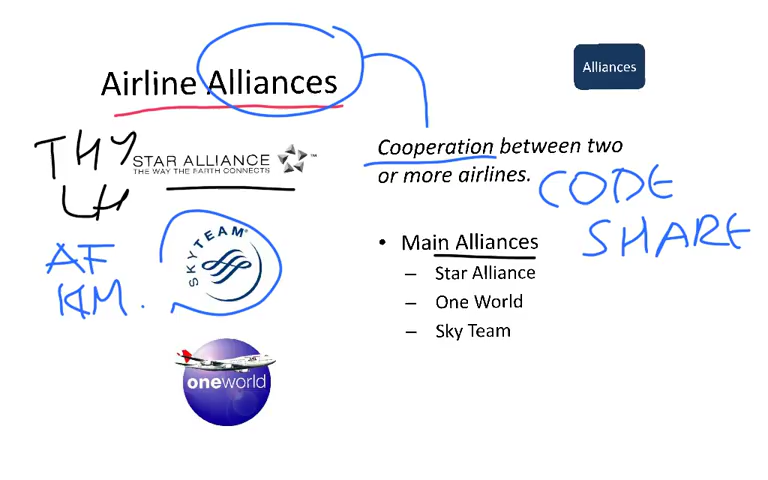 Airline Alliances
Alliances
THY
STAR ALLIANCE ™
THE WAY THE EARTH CONNECTS
LH
Cooperation between two
or more airlines.
CODE
SHARE
SKYTEAM
AF
KM.
• Main Alliances
– Star Alliance
– One World
– Sky Team
oneworld